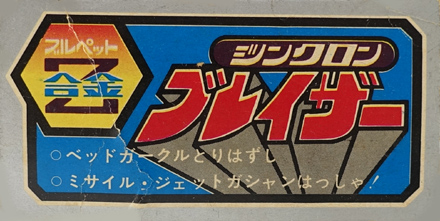 ブルペット
合金
Z
シンクロン
ブレイザー
○ベッドガークルとりはずし
○ミサイル・ジェットガシャンはっしゃ!